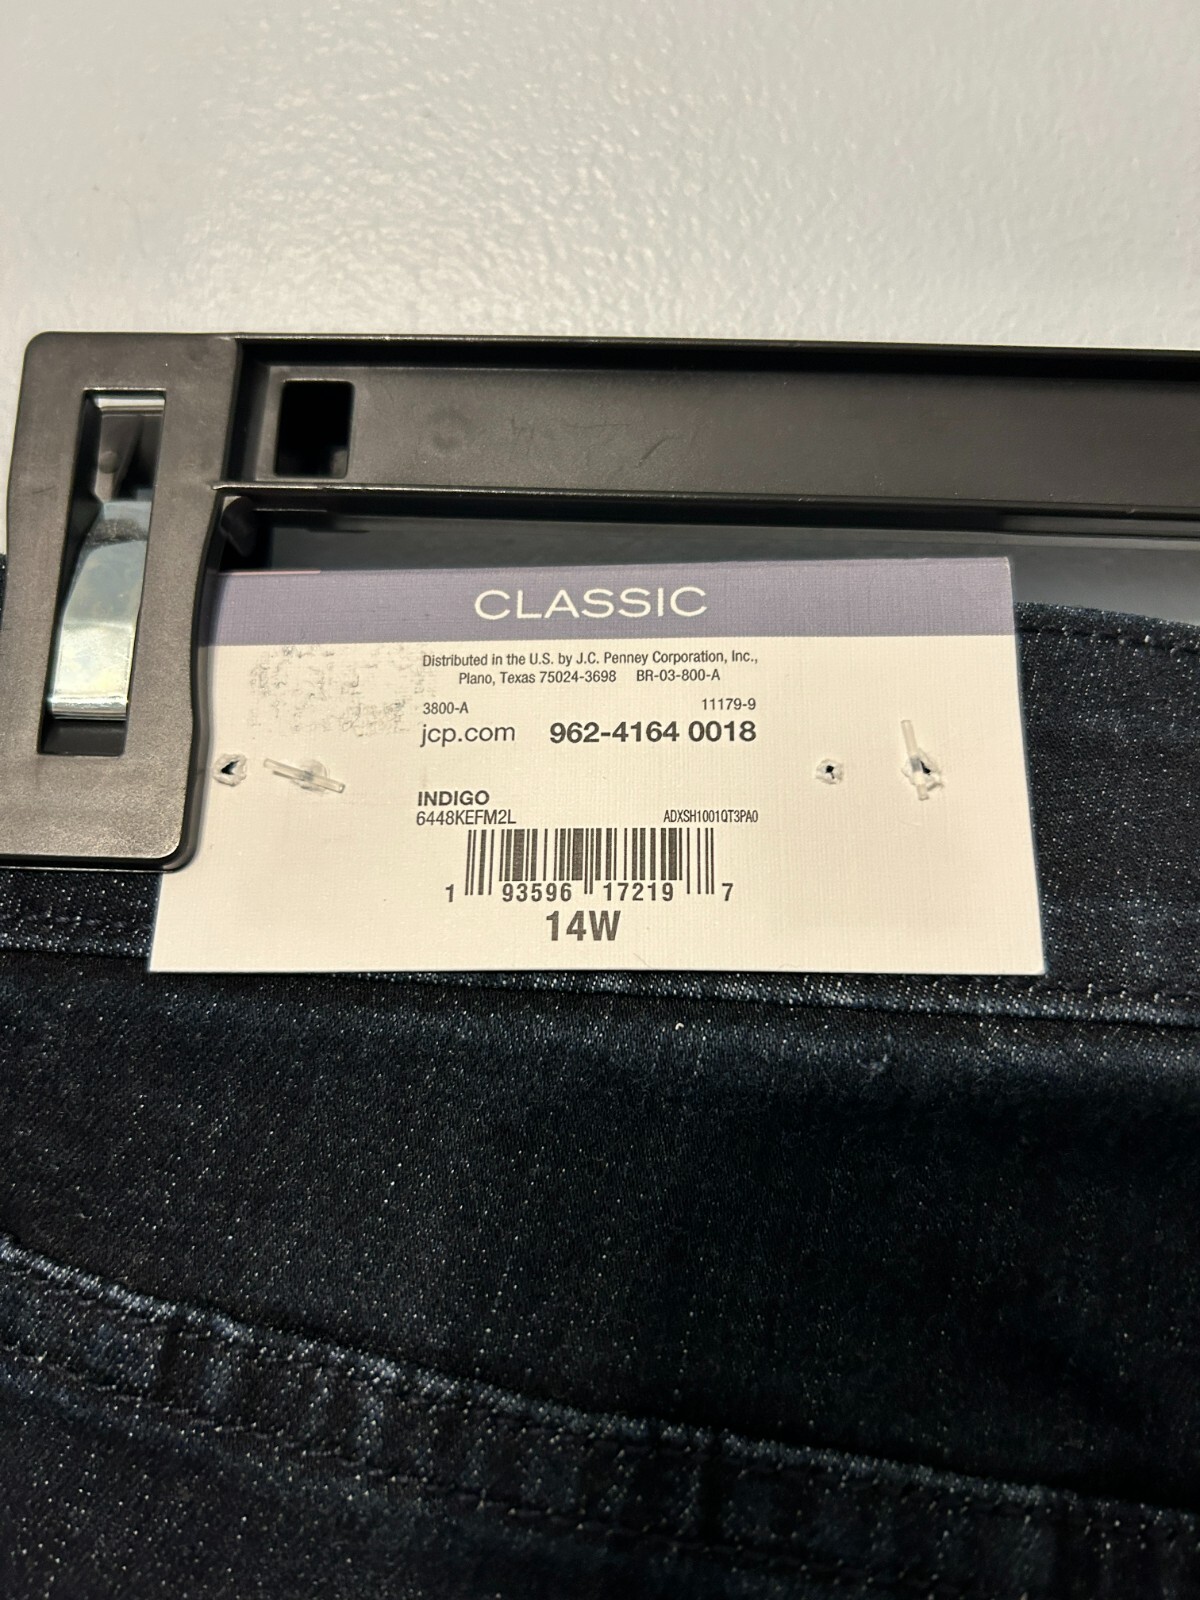 CLASSIC
Distributed in the U.S. by J.C. Penney Corporation, Inc.,
Plano, Texas 75024-3698 BR-03-800-A
3800-A 11179-9
jcp.com 962-4164 0018
INDIGO
6448KEFM2L ADXSH1001QT3PA0
1 93596 17219 7
14W